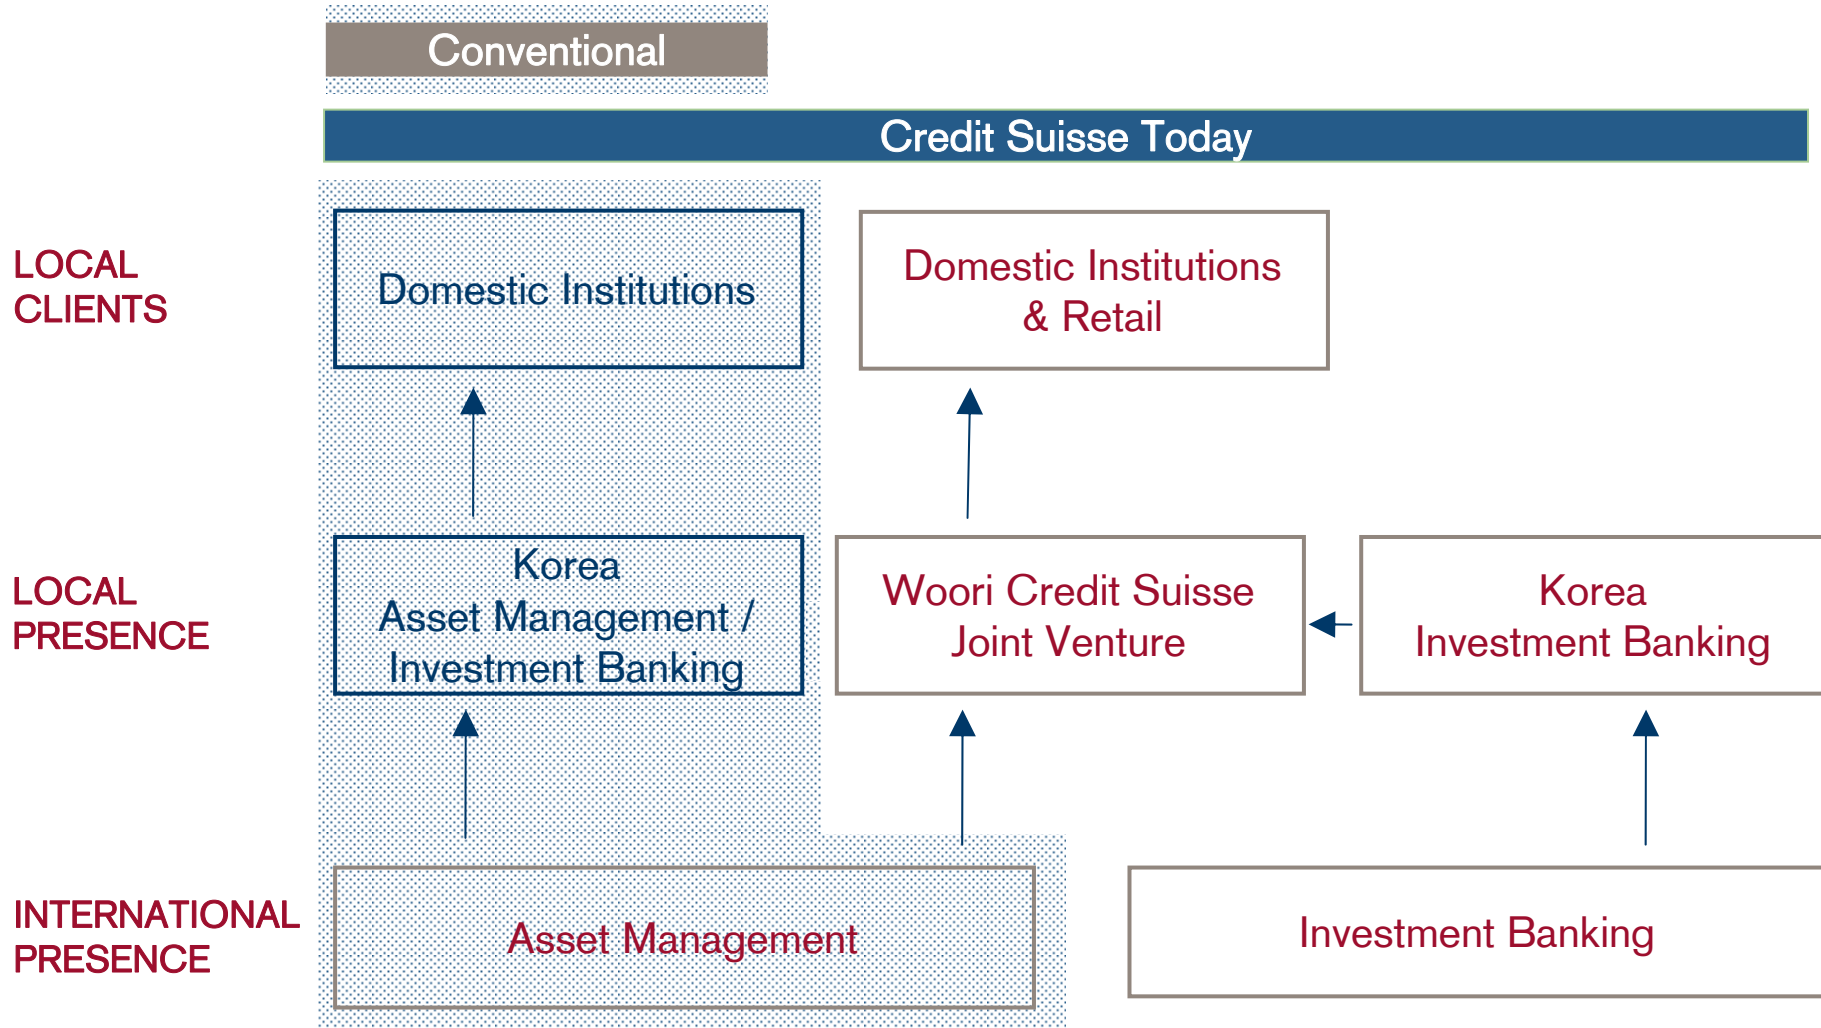 Conventional
Credit Suisse Today
LOCAL
CLIENTS
Domestic Institutions
Domestic Institutions
& Retail
LOCAL
PRESENCE
Korea
Asset Management /
Investment Banking
Woori Credit Suisse
Joint Venture
Korea
Investment Banking
INTERNATIONAL
PRESENCE
Asset Management
Investment Banking